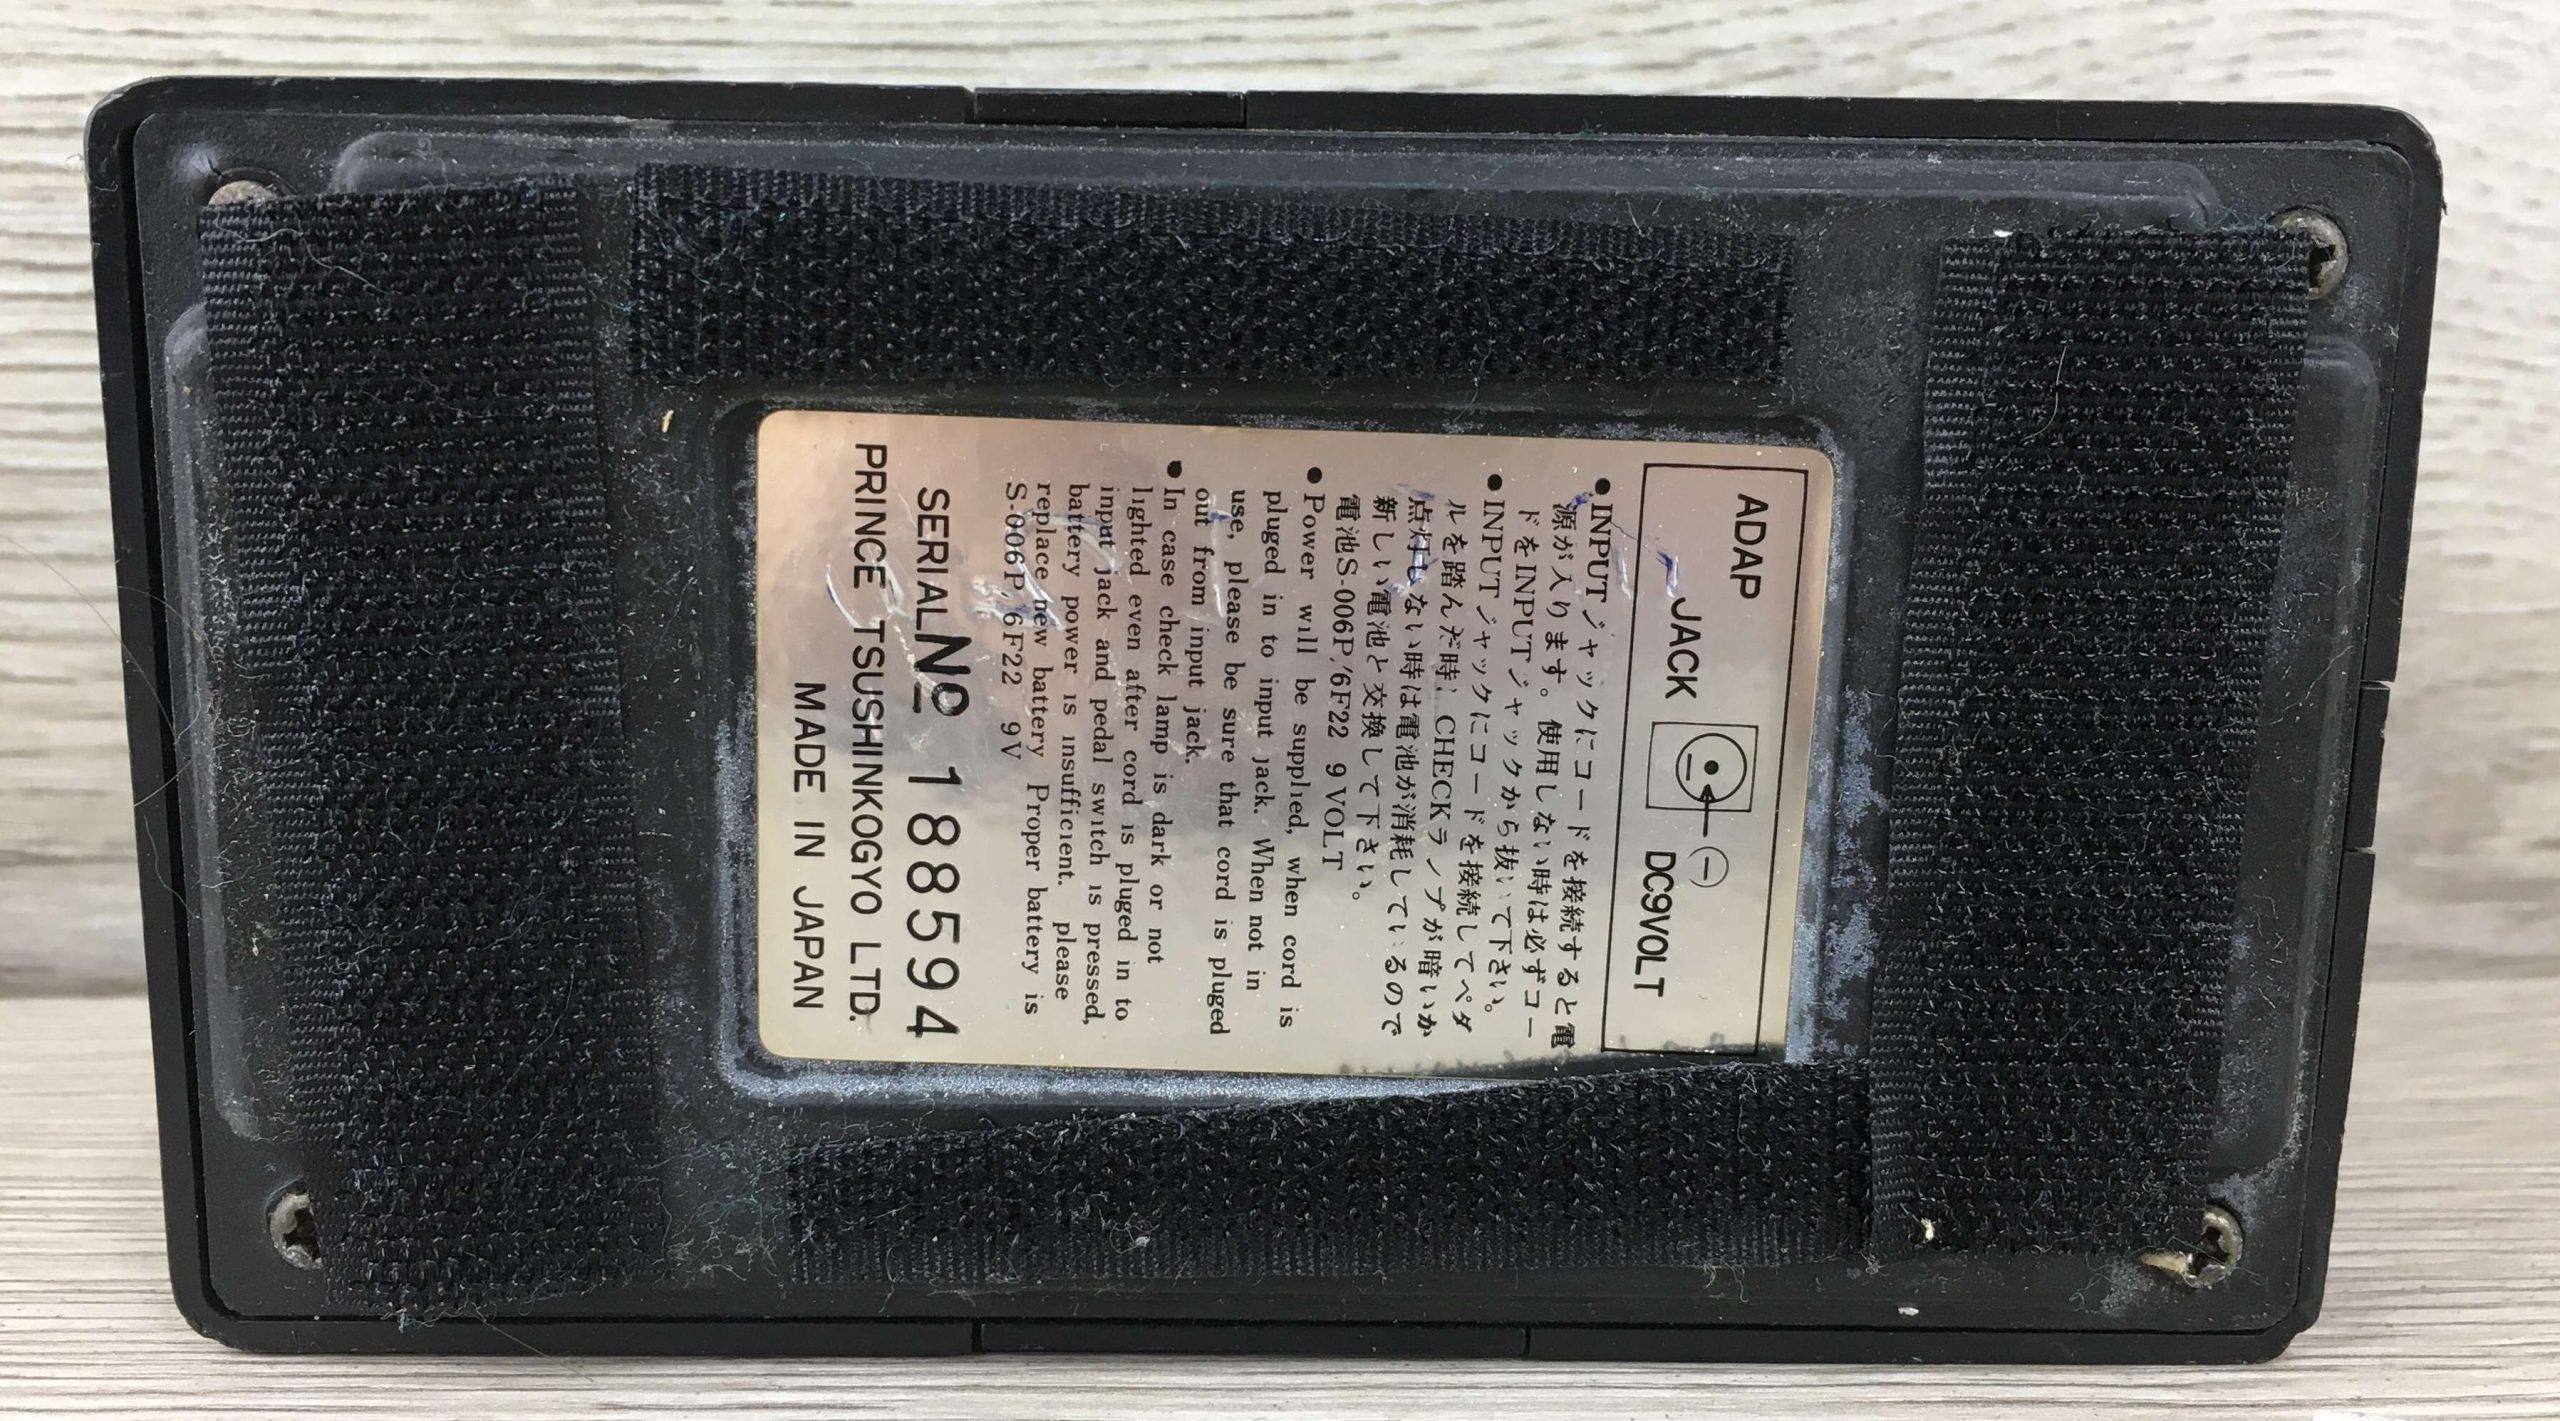 ADAP
JACK DC9VOLT
●INPUTジャックにコードを接続すると電
源が入ります。使用しない時は必ずコー
ドをINPUTジャックから抜いて下さい。
●INPUTジャックにコードを接続してペダ
ルを踏んだ時、CHECKランプが暗いか
点灯しない時は電池が消耗しているので
新しい電池と交換して下さい。
電池S-006P/6F22 9VOLT
●Power will be supplied, when cord is
pluged in to input jack. When not in
use, please be sure that cord is pluged
out from input jack.
●In case check lamp is dark or not
lighted even after cord is pluged in to
input jack and pedal switch is pressed,
battery power is insufficient. please
replace new battery Proper battery is
S-006P/6F22 9V
SERIAL No 188594
PRINCE TSUSHINKOGYO LTD.
MADE IN JAPAN